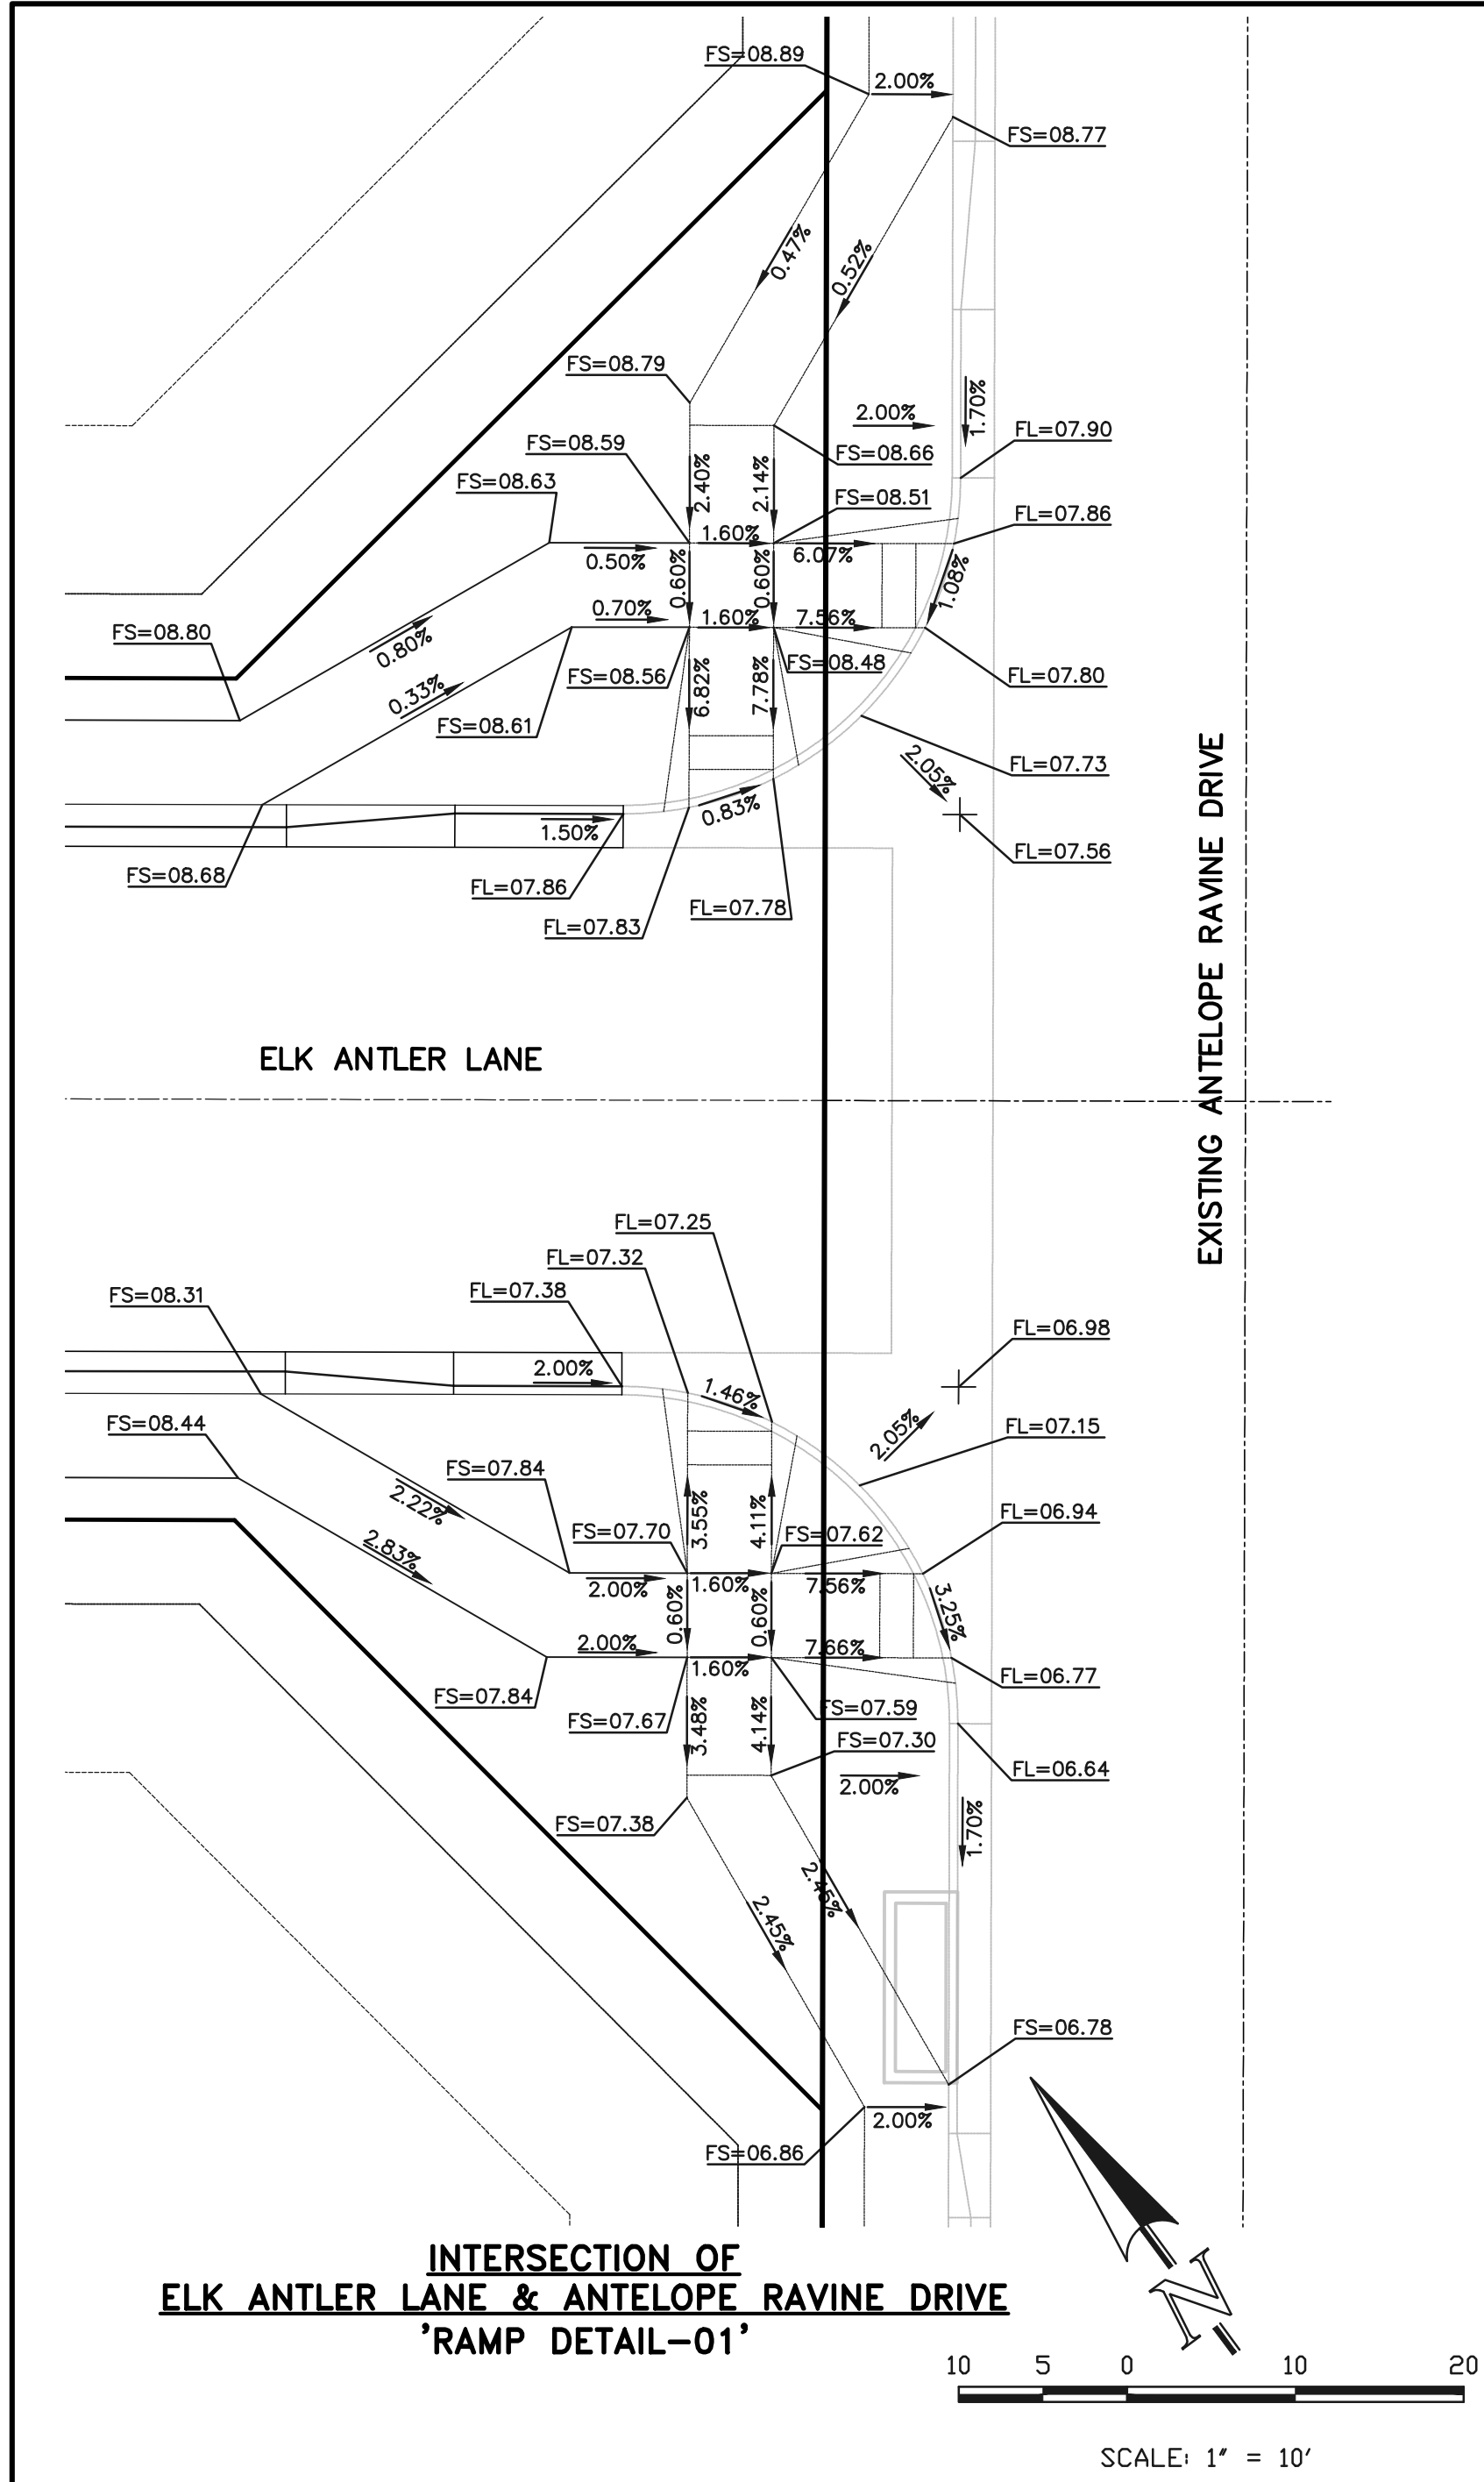 FS=08.89
2.00%
FS=08.77
0.47%
0.52%
FS=08.79
2.00%
1.70%
FL=07.90
FS=08.59
FS=08.66
2.40%
2.14%
FS=08.63
FS=08.51
FL=07.86
1.60%
6.07%
0.50%
0.60%
0.60%
1.08%
0.70%
1.60%
7.56%
FS=08.80
0.80%
FS=08.56
FS=08.48
FL=07.80
0.33%
6.82%
7.78%
FS=08.61
2.05%
FL=07.73
0.83%
1.50%
FL=07.56
FS=08.68
FL=07.86
FL=07.78
FL=07.83
EXISTING ANTELOPE RAVINE DRIVE
ELK ANTLER LANE
FL=07.25
FL=07.32
FL=07.38
FS=08.31
FL=06.98
2.00%
1.46%
FS=08.44
2.05%
FL=07.15
FS=07.84
2.22%
3.55%
4.11%
FL=06.94
FS=07.70
FS=07.62
2.83%
2.00%
1.60%
7.56%
3.25%
0.60%
0.60%
2.00%
1.60%
7.66%
FL=06.77
FS=07.84
FS=07.67
FS=07.59
3.48%
4.14%
FS=07.30
FL=06.64
2.00%
FS=07.38
1.70%
2.45%
2.45%
FS=06.78
2.00%
FS=06.86
N
INTERSECTION OF
ELK ANTLER LANE & ANTELOPE RAVINE DRIVE
'RAMP DETAIL-01'
10 5 0 10 20
SCALE: 1" = 10'